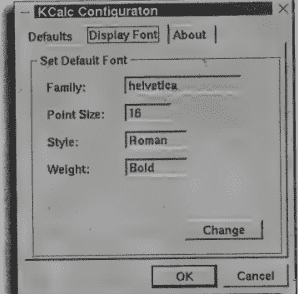 KCalc Configuraton
Defaults Display Font About
Set Default Font
Family: helvetica
Point Size: 16
Style: Roman
Weight: Bold
Change
OK Cancel